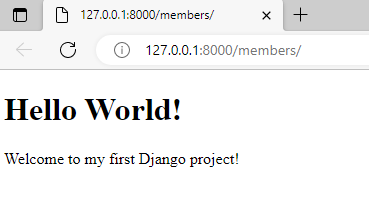 127.0.0.1:8000/members/
127.0.0.1:8000/members/
Hello World!
Welcome to my first Django project!